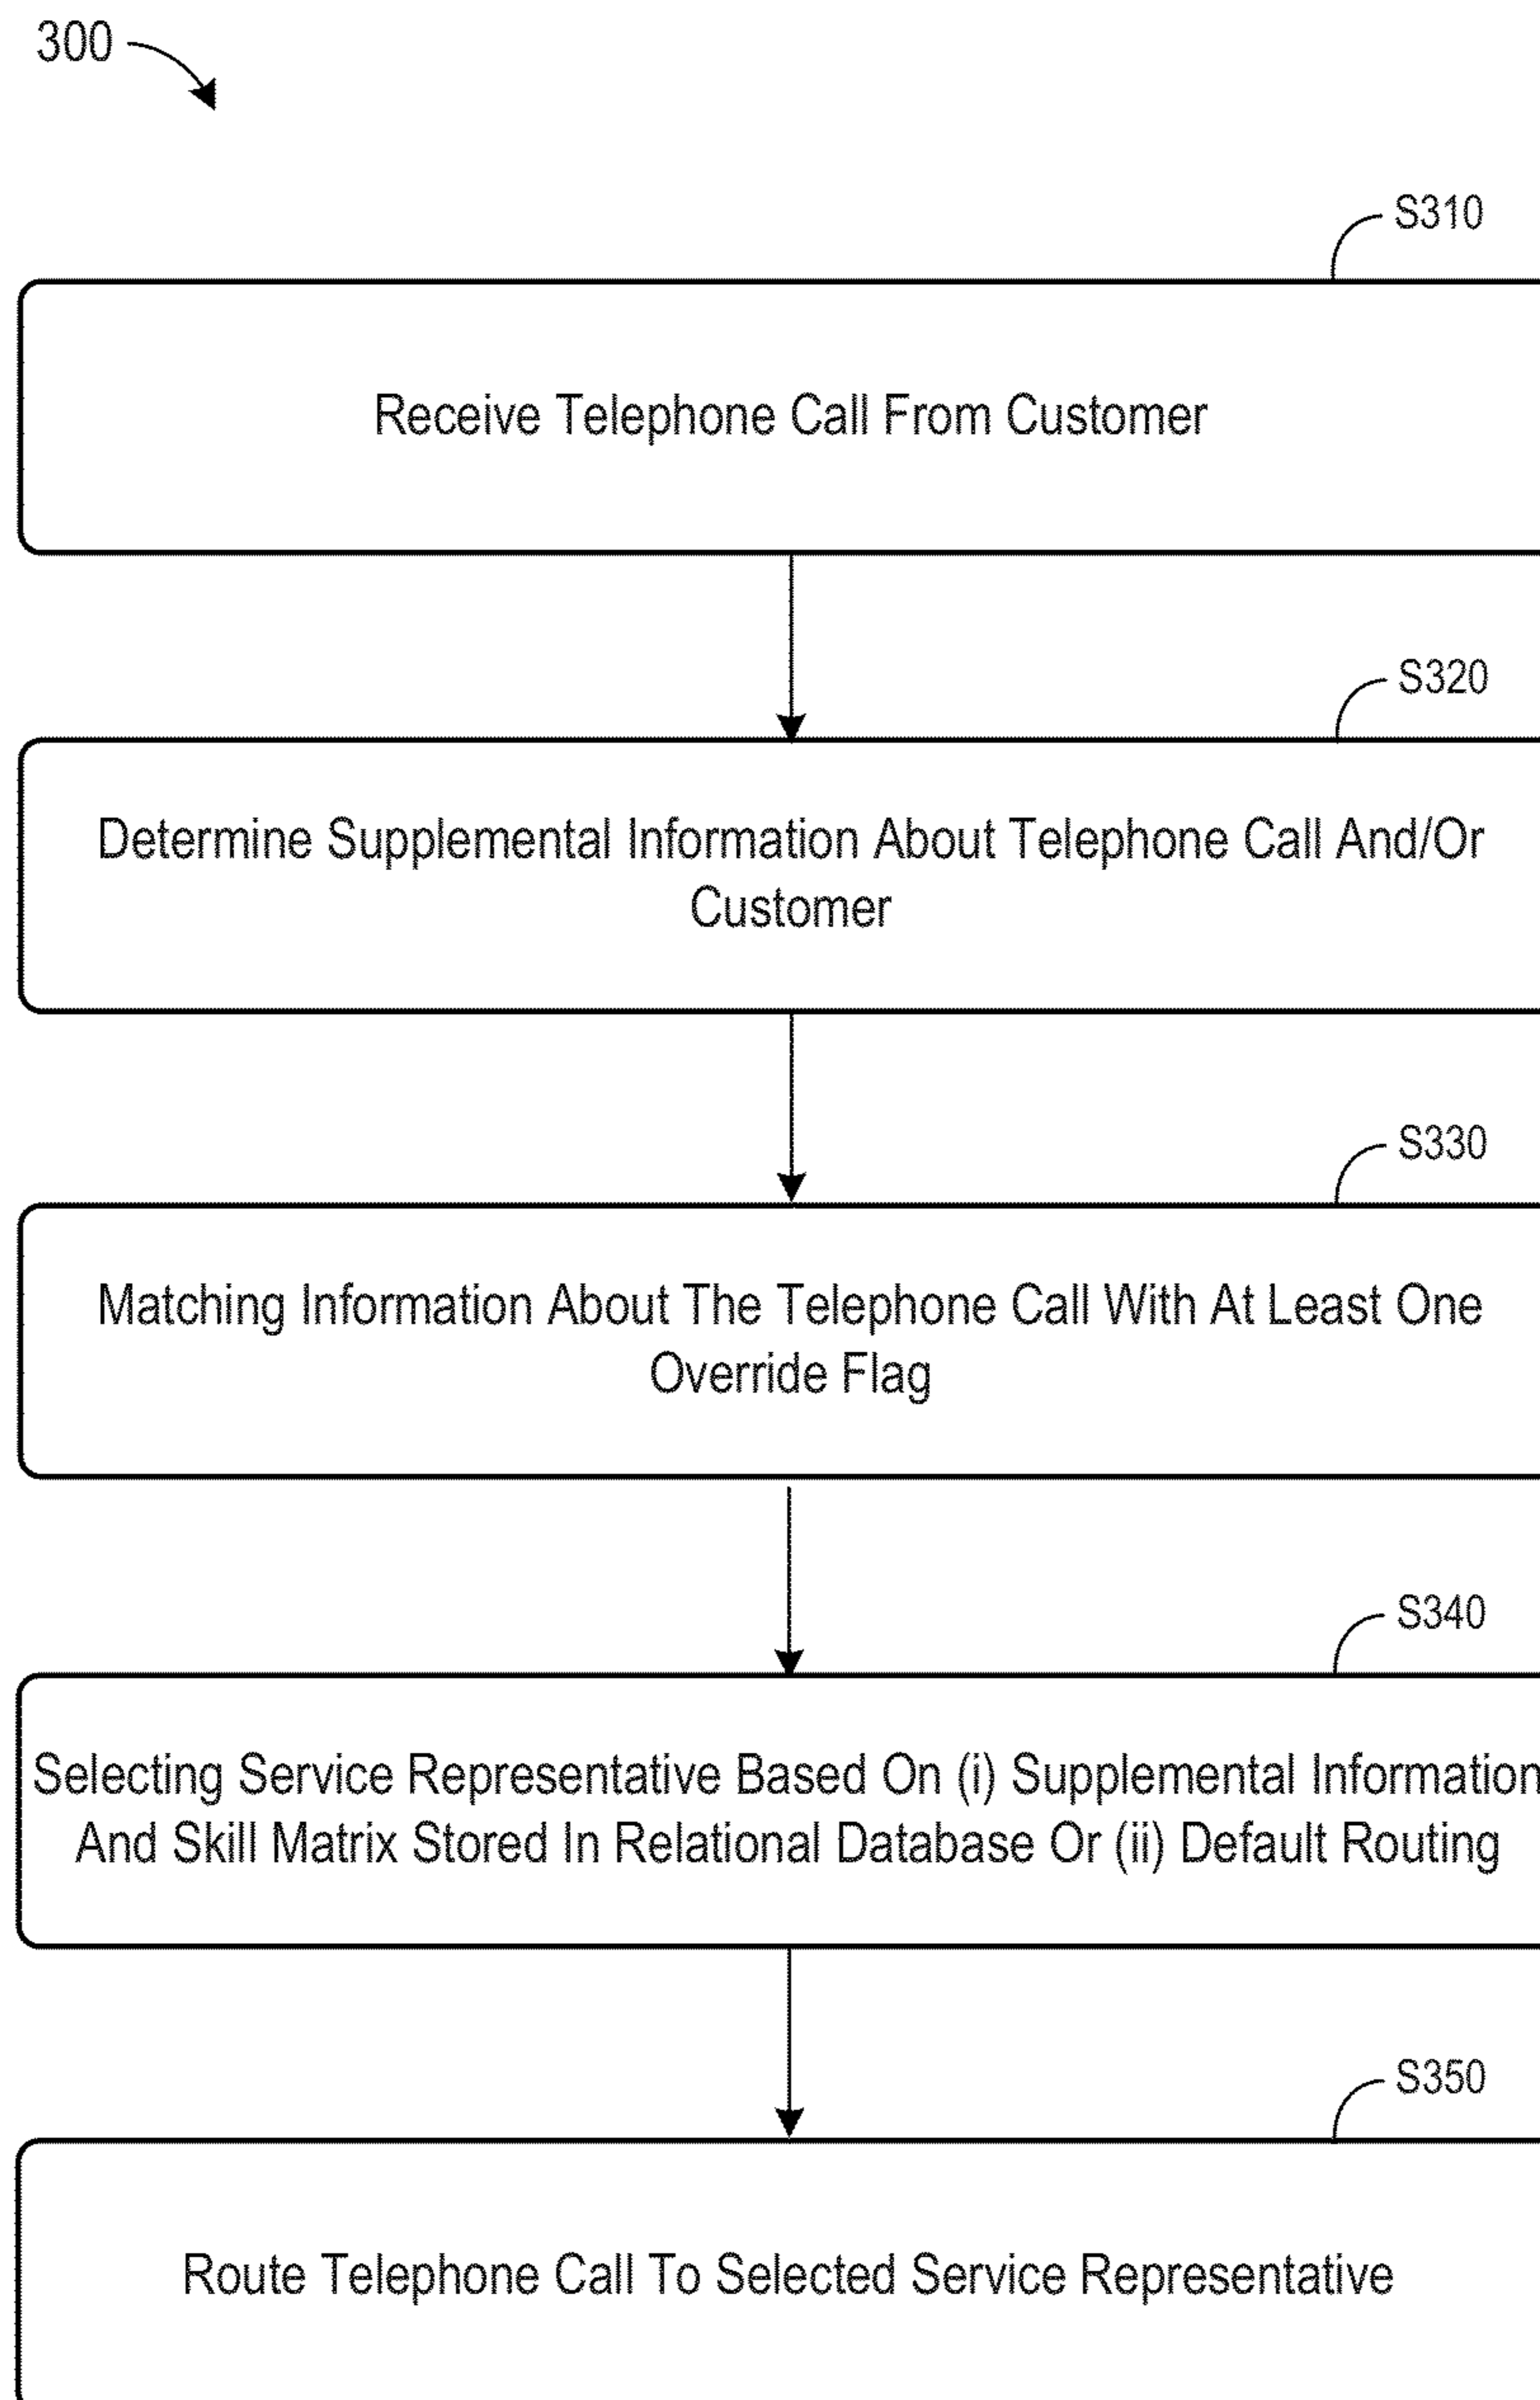 300
S310
Receive Telephone Call From Customer
S320
Determine Supplemental Information About Telephone Call And/Or
Customer
S330
Matching Information About The Telephone Call With At Least One
Override Flag
S340
Selecting Service Representative Based On (i) Supplemental Information
And Skill Matrix Stored In Relational Database Or (ii) Default Routing
S350
Route Telephone Call To Selected Service Representative